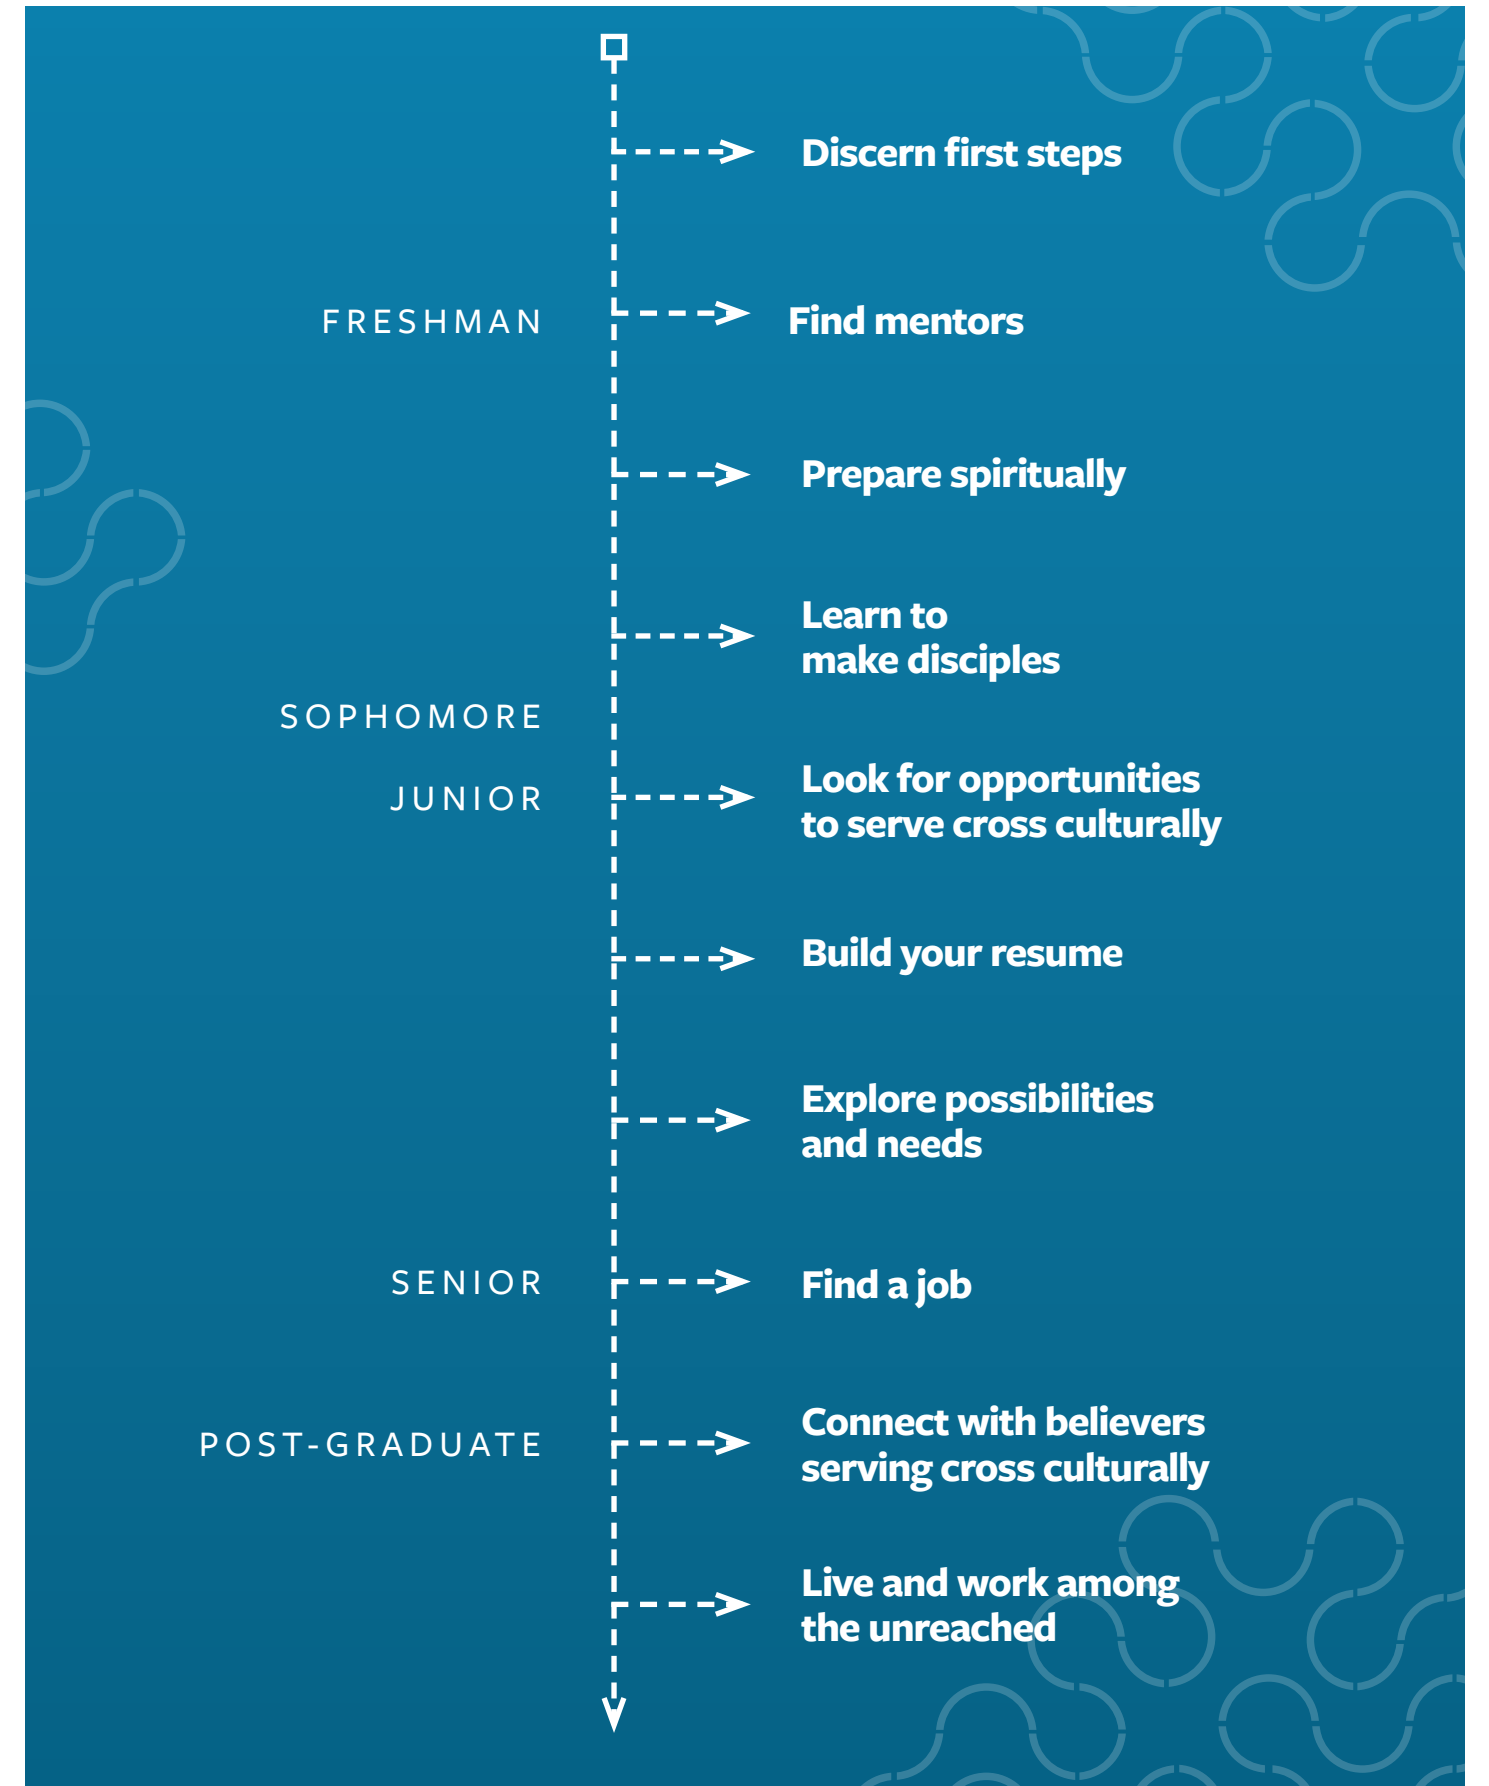 Discern first steps
FRESHMAN
Find mentors
Prepare spiritually
Learn to
make disciples
SOPHOMORE
JUNIOR
Look for opportunities
to serve cross culturally
Build your resume
Explore possibilities
and needs
SENIOR
Find a job
POST-GRADUATE
Connect with believers
serving cross culturally
Live and work among
the unreached